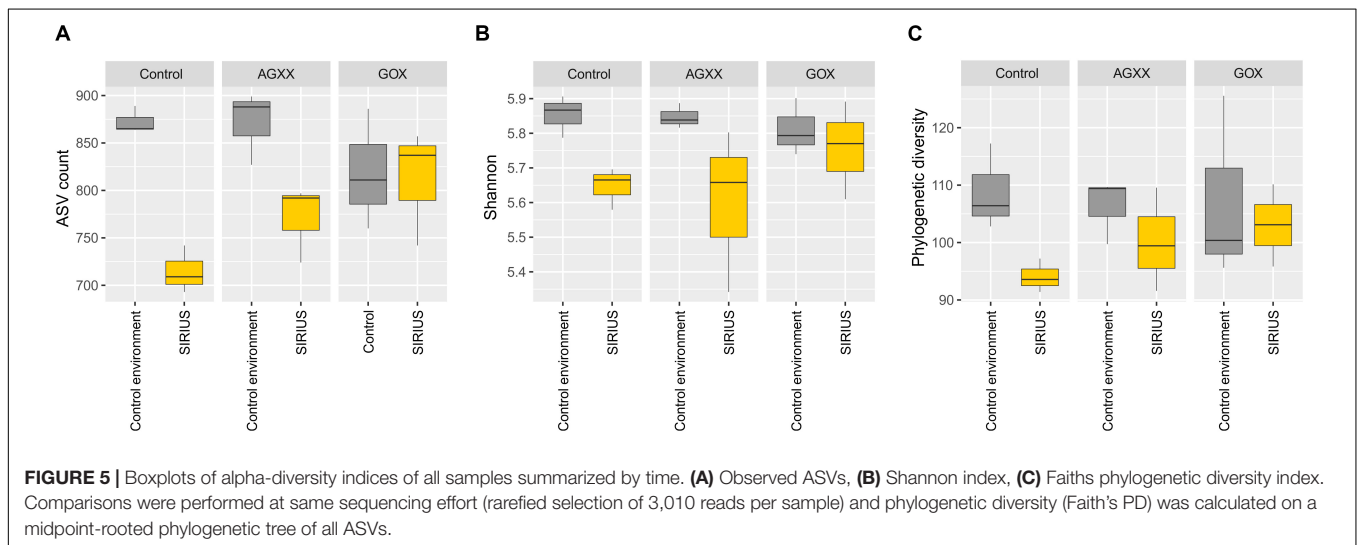 A
Control AGXX GOX
ASV count
900
850
800
750
700
Control environment
SIRIUS
Control environment
SIRIUS
Control
SIRIUS
B
Control AGXX GOX
Shannon
5.9
5.8
5.7
5.6
5.5
5.4
Control environment
SIRIUS
Control environment
SIRIUS
Control environment
SIRIUS
C
Control AGXX GOX
Phylogenetic diversity
120
110
100
90
Control environment
SIRIUS
Control environment
SIRIUS
Control environment
SIRIUS
FIGURE 5 | Boxplots of alpha-diversity indices of all samples summarized by time. (A) Observed ASVs, (B) Shannon index, (C) Faiths phylogenetic diversity index.
Comparisons were performed at same sequencing effort (rarefied selection of 3,010 reads per sample) and phylogenetic diversity (Faith's PD) was calculated on a
midpoint-rooted phylogenetic tree of all ASVs.